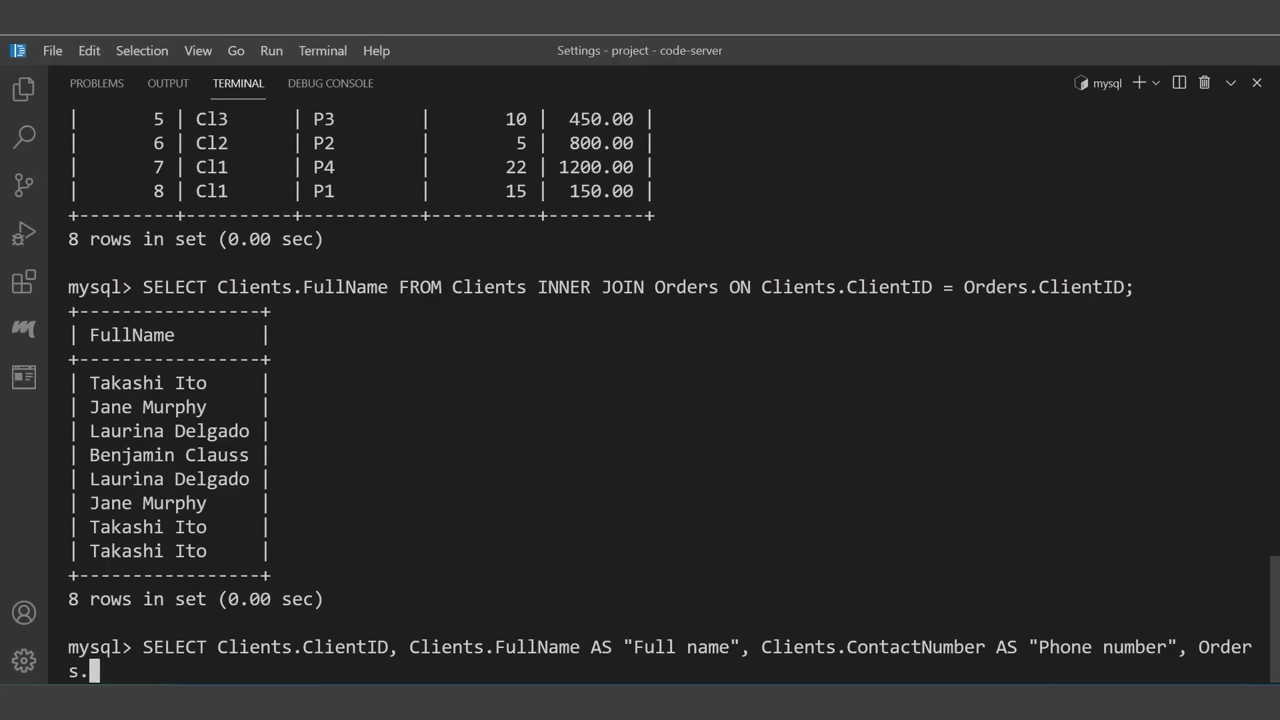 File Edit Selection View Go Run Terminal Help Settings - project - code-server
PROBLEMS OUTPUT TERMINAL DEBUG CONSOLE mysql
| 5 | Cl3 | P3 | 10 | 450.00 |
| 6 | Cl2 | P2 | 5 | 800.00 |
| 7 | Cl1 | P4 | 22 | 1200.00 |
| 8 | Cl1 | P1 | 15 | 150.00 |
+---------+----------+-----------+----------+---------+
8 rows in set (0.00 sec)
mysql> SELECT Clients.FullName FROM Clients INNER JOIN Orders ON Clients.ClientID = Orders.ClientID;
+-----------------+
| FullName |
+-----------------+
| Takashi Ito |
| Jane Murphy |
| Laurina Delgado |
| Benjamin Clauss |
| Laurina Delgado |
| Jane Murphy |
| Takashi Ito |
| Takashi Ito |
+-----------------+
8 rows in set (0.00 sec)
mysql> SELECT Clients.ClientID, Clients.FullName AS "Full name", Clients.ContactNumber AS "Phone number", Order
s.